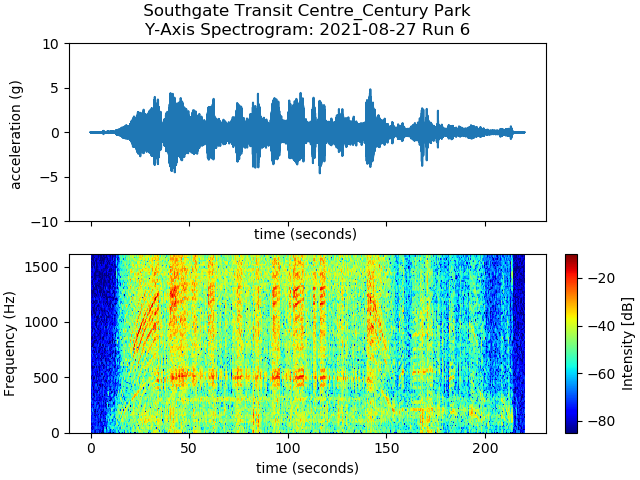 Southgate Transit Centre_Century Park
Y-Axis Spectrogram: 2021-08-27 Run 6
acceleration (g)
10
5
0
−5
−10
time (seconds)
Frequency (Hz)
1500
1000
500
0
0
50
100
150
200
time (seconds)
−20
−40
−60
−80
Intensity [dB]